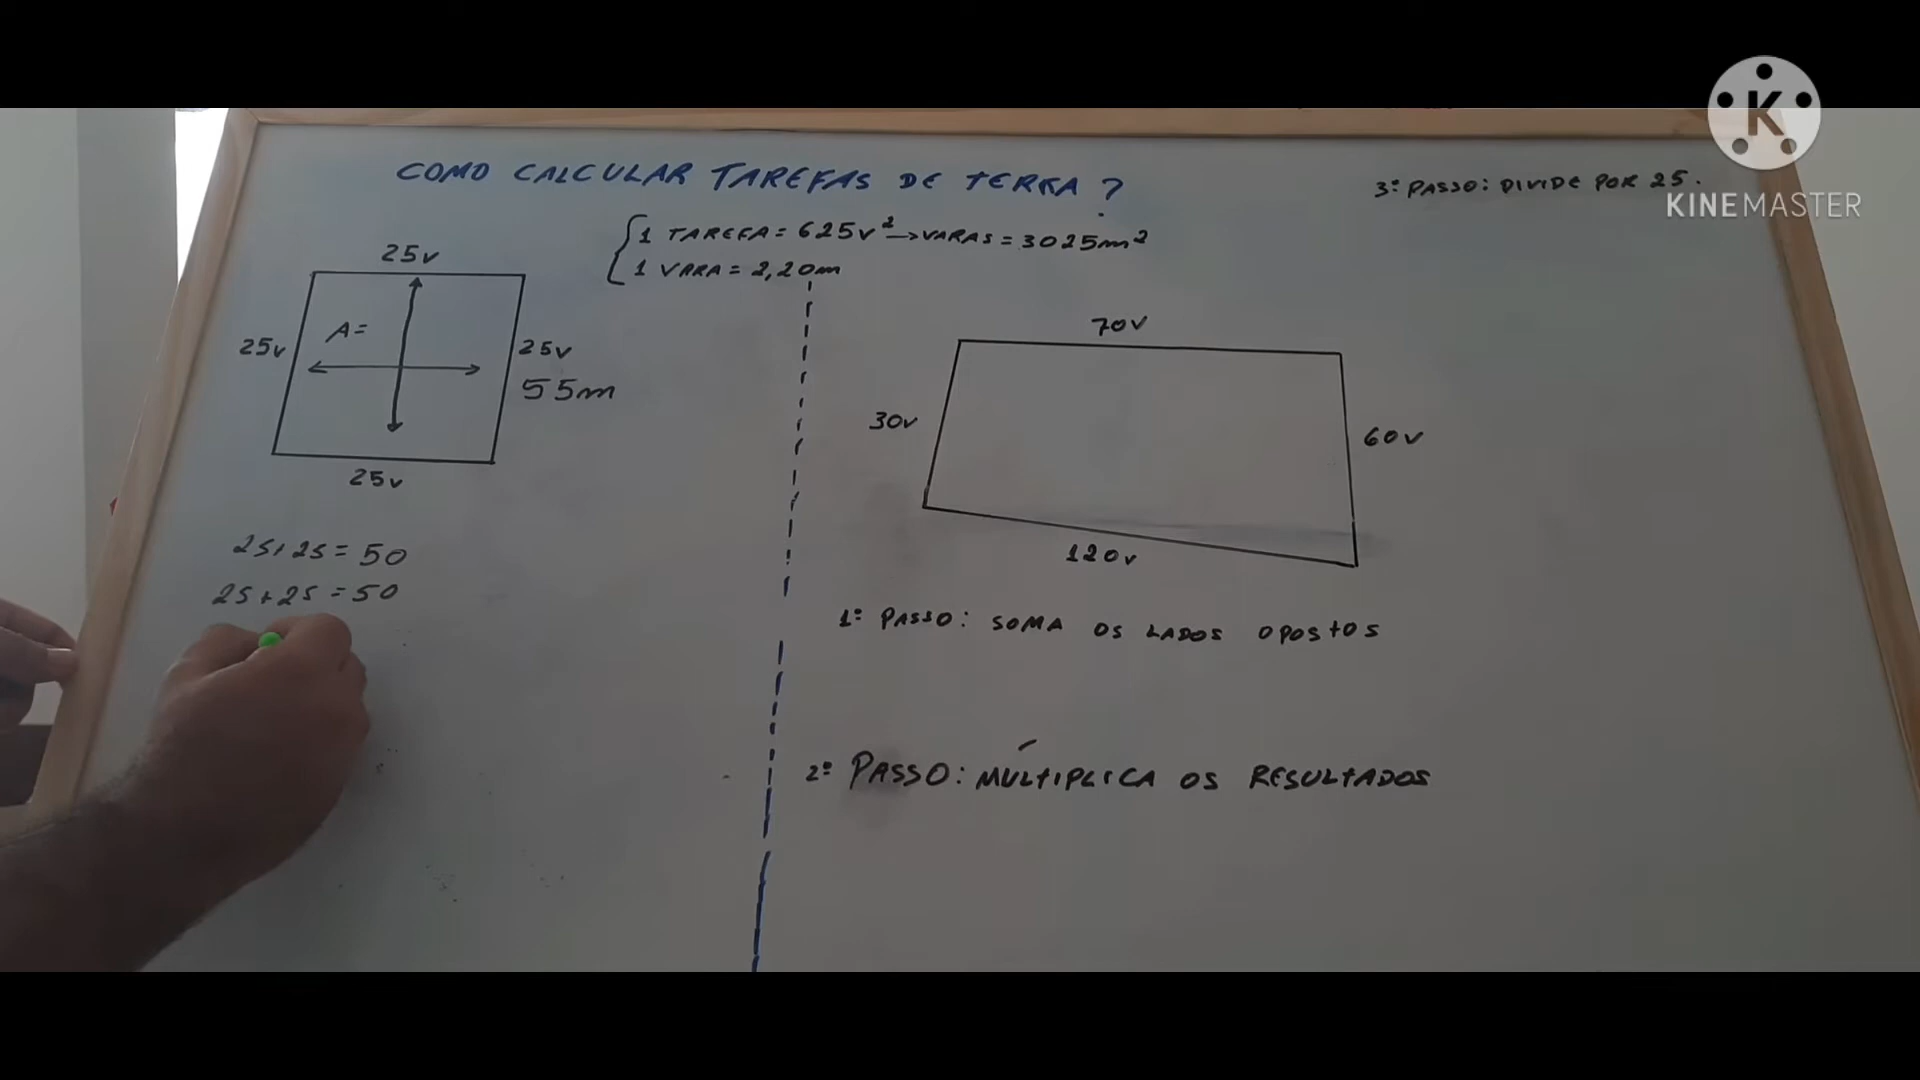 COMO CALCULAR TAREFAS DE TERRA?
3º PASSO: DIVIDE POR 25.
KINEMASTER
{1 TAREFA = 625v² → VARAS = 3025m²
1 VARA = 2,20m
25v
A=
25v
25v
55m
25v
25+25 = 50
25+25 = 50
70v
30v
60v
120v
1º PASSO: SOMA OS LADOS OPOSTOS
2º PASSO: MÚLTIPLICA OS RESULTADOS